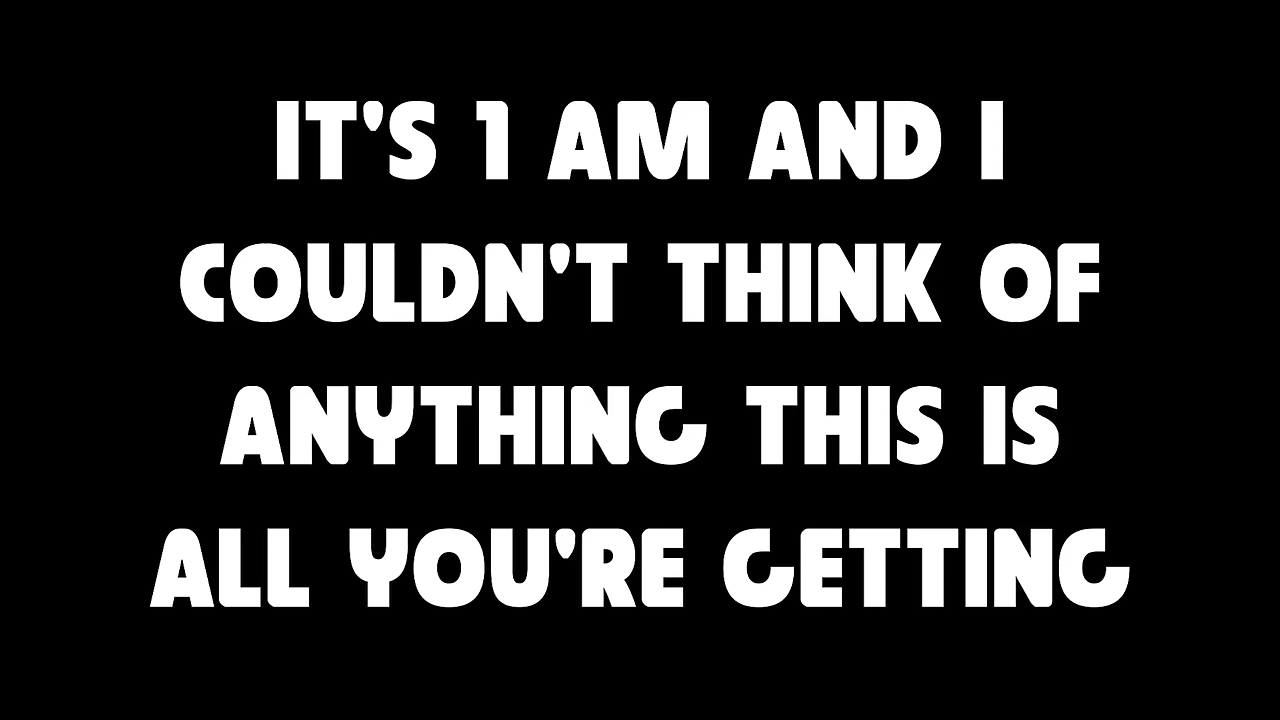 IT'S 1 AM AND I
COULDN'T THINK OF
ANYTHING THIS IS
ALL YOU'RE GETTING